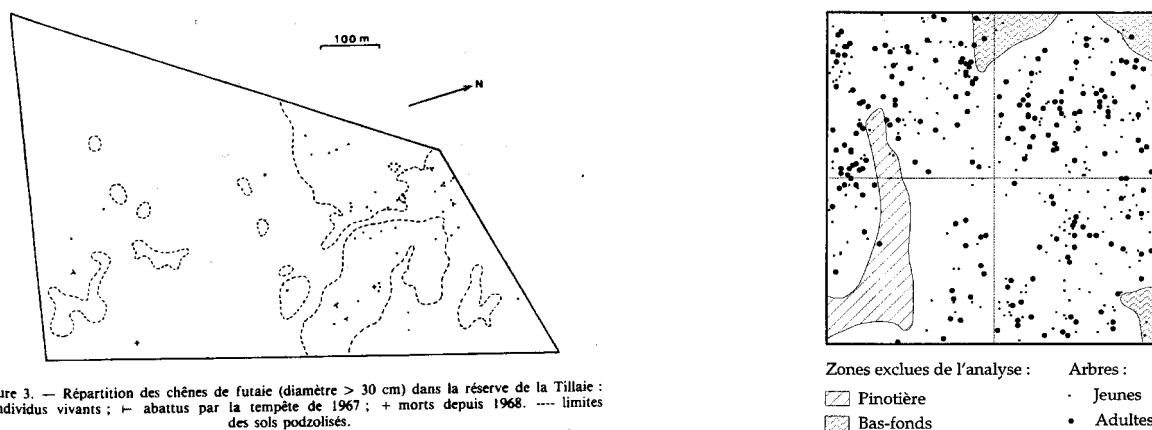 100 m
N
ure 3. — Répartition des chênes de futaie (diamètre > 30 cm) dans la réserve de la Tillaie :
ndividus vivants ; ⊢ abattus par la tempête de 1967 ; + morts depuis 1968. ---- limites
des sols podzolisés.
Zones exclues de l'analyse :
Pinotière
Bas-fonds
Arbres :
Jeunes
Adultes